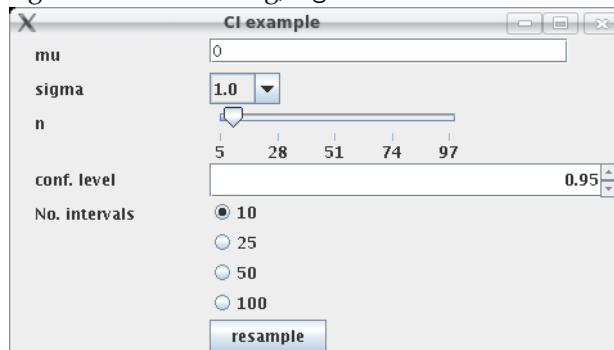 CI example
mu 0
sigma 1.0
n
5 28 51 74 97
conf. level 0.95
No. intervals 10
25
50
100
resample